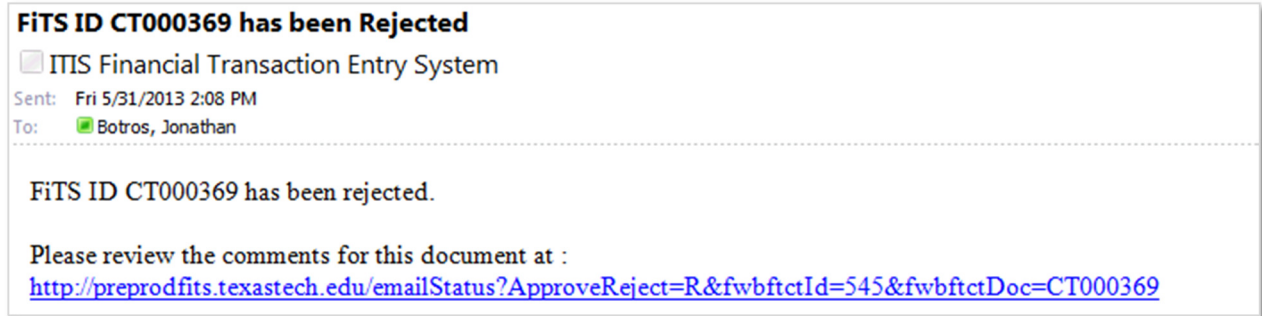 FiTS ID CT000369 has been Rejected
ITIS Financial Transaction Entry System
Sent: Fri 5/31/2013 2:08 PM
To: Botros, Jonathan
FiTS ID CT000369 has been rejected.
Please review the comments for this document at :
http://preprodfits.texastech.edu/emailStatus?ApproveReject=R&fwbftctId=545&fwbftctDoc=CT000369